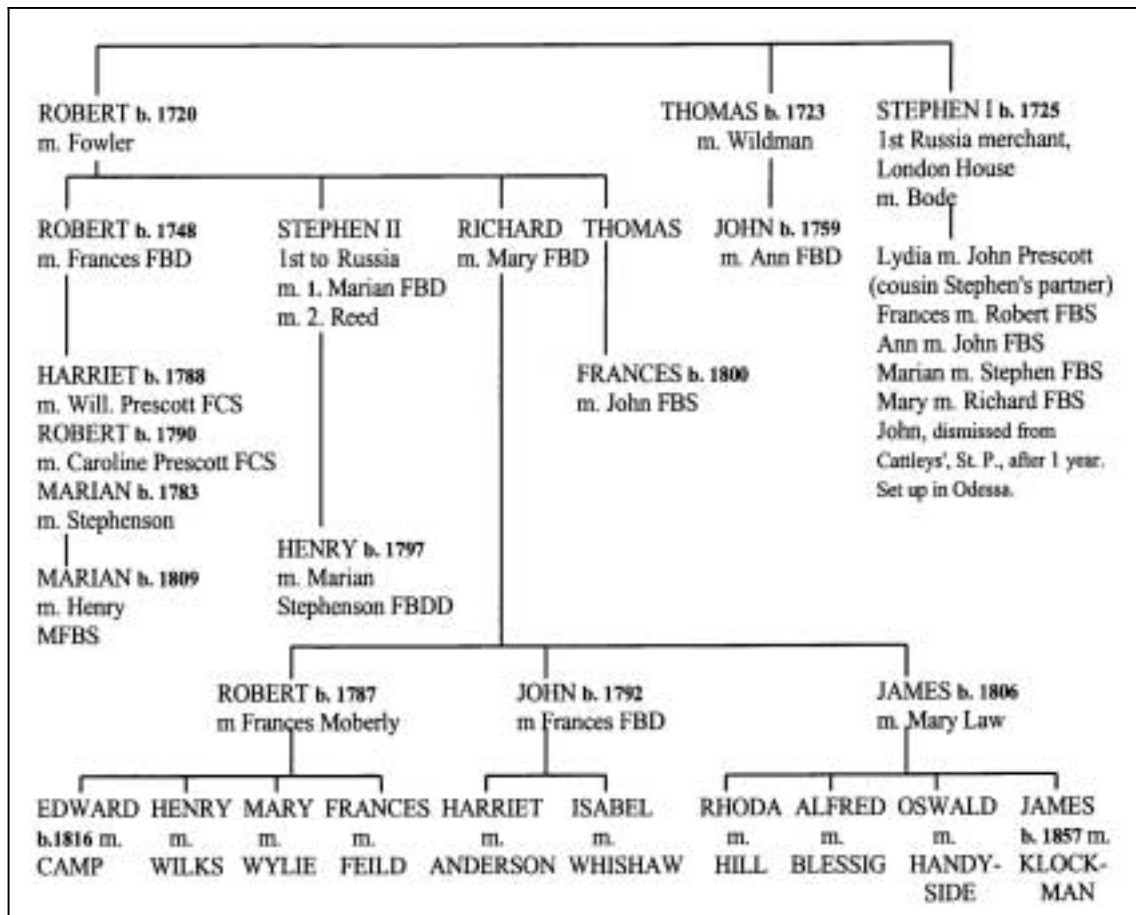 ROBERT b. 1720
m. Fowler
THOMAS b. 1723
m. Wildman
STEPHEN I b. 1725
1st Russia merchant,
London House
m. Bode
ROBERT b. 1748
m. Frances FBD
STEPHEN II
1st to Russia
m. 1. Marian FBD
m. 2. Reed
RICHARD
m. Mary FBD
THOMAS
JOHN b. 1759
m. Ann FBD
Lydia m. John Prescott
(cousin Stephen's partner)
Frances m. Robert FBS
Ann m. John FBS
Marian m. Stephen FBS
Mary m. Richard FBS
John, dismissed from
Cattleys', St. P., after 1 year.
Set up in Odessa.
HARRIET b. 1788
m. Will. Prescott FCS
ROBERT b. 1790
m. Caroline Prescott FCS
MARIAN b. 1783
m. Stephenson
MARIAN b. 1809
m. Henry
MFBS
HENRY b. 1797
m. Marian
Stephenson FBDD
FRANCES b. 1800
m. John FBS
ROBERT b. 1787
m Frances Moberly
JOHN b. 1792
m Frances FBD
JAMES b. 1806
m. Mary Law
EDWARD
b.1816 m.
CAMP
HENRY
m.
WILKS
MARY
m.
WYLIE
FRANCES
m.
FEILD
HARRIET
m.
ANDERSON
ISABEL
m.
WHISHAW
RHODA
m.
HILL
ALFRED
m.
BLESSIG
OSWALD
m.
HANDY-
SIDE
JAMES
b. 1857 m.
KLOCK-
MAN